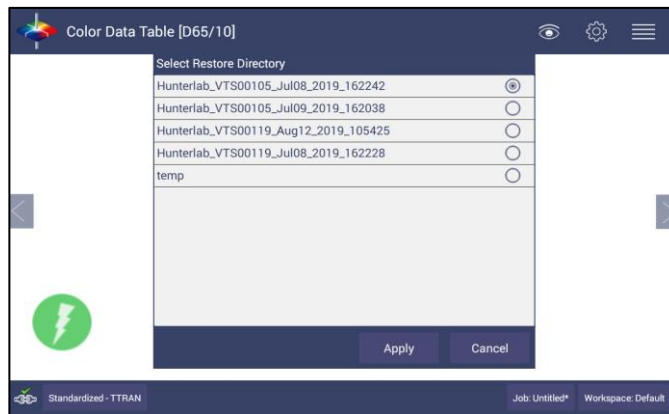 Color Data Table [D65/10]
Select Restore Directory
Hunterlab_VTS00105_Jul08_2019_162242
Hunterlab_VTS00105_Jul09_2019_162038
Hunterlab_VTS00119_Aug12_2019_105425
Hunterlab_VTS00119_Jul08_2019_162228
temp
Apply Cancel
Standardized - TTRAN Job: Untitled* Workspace: Default